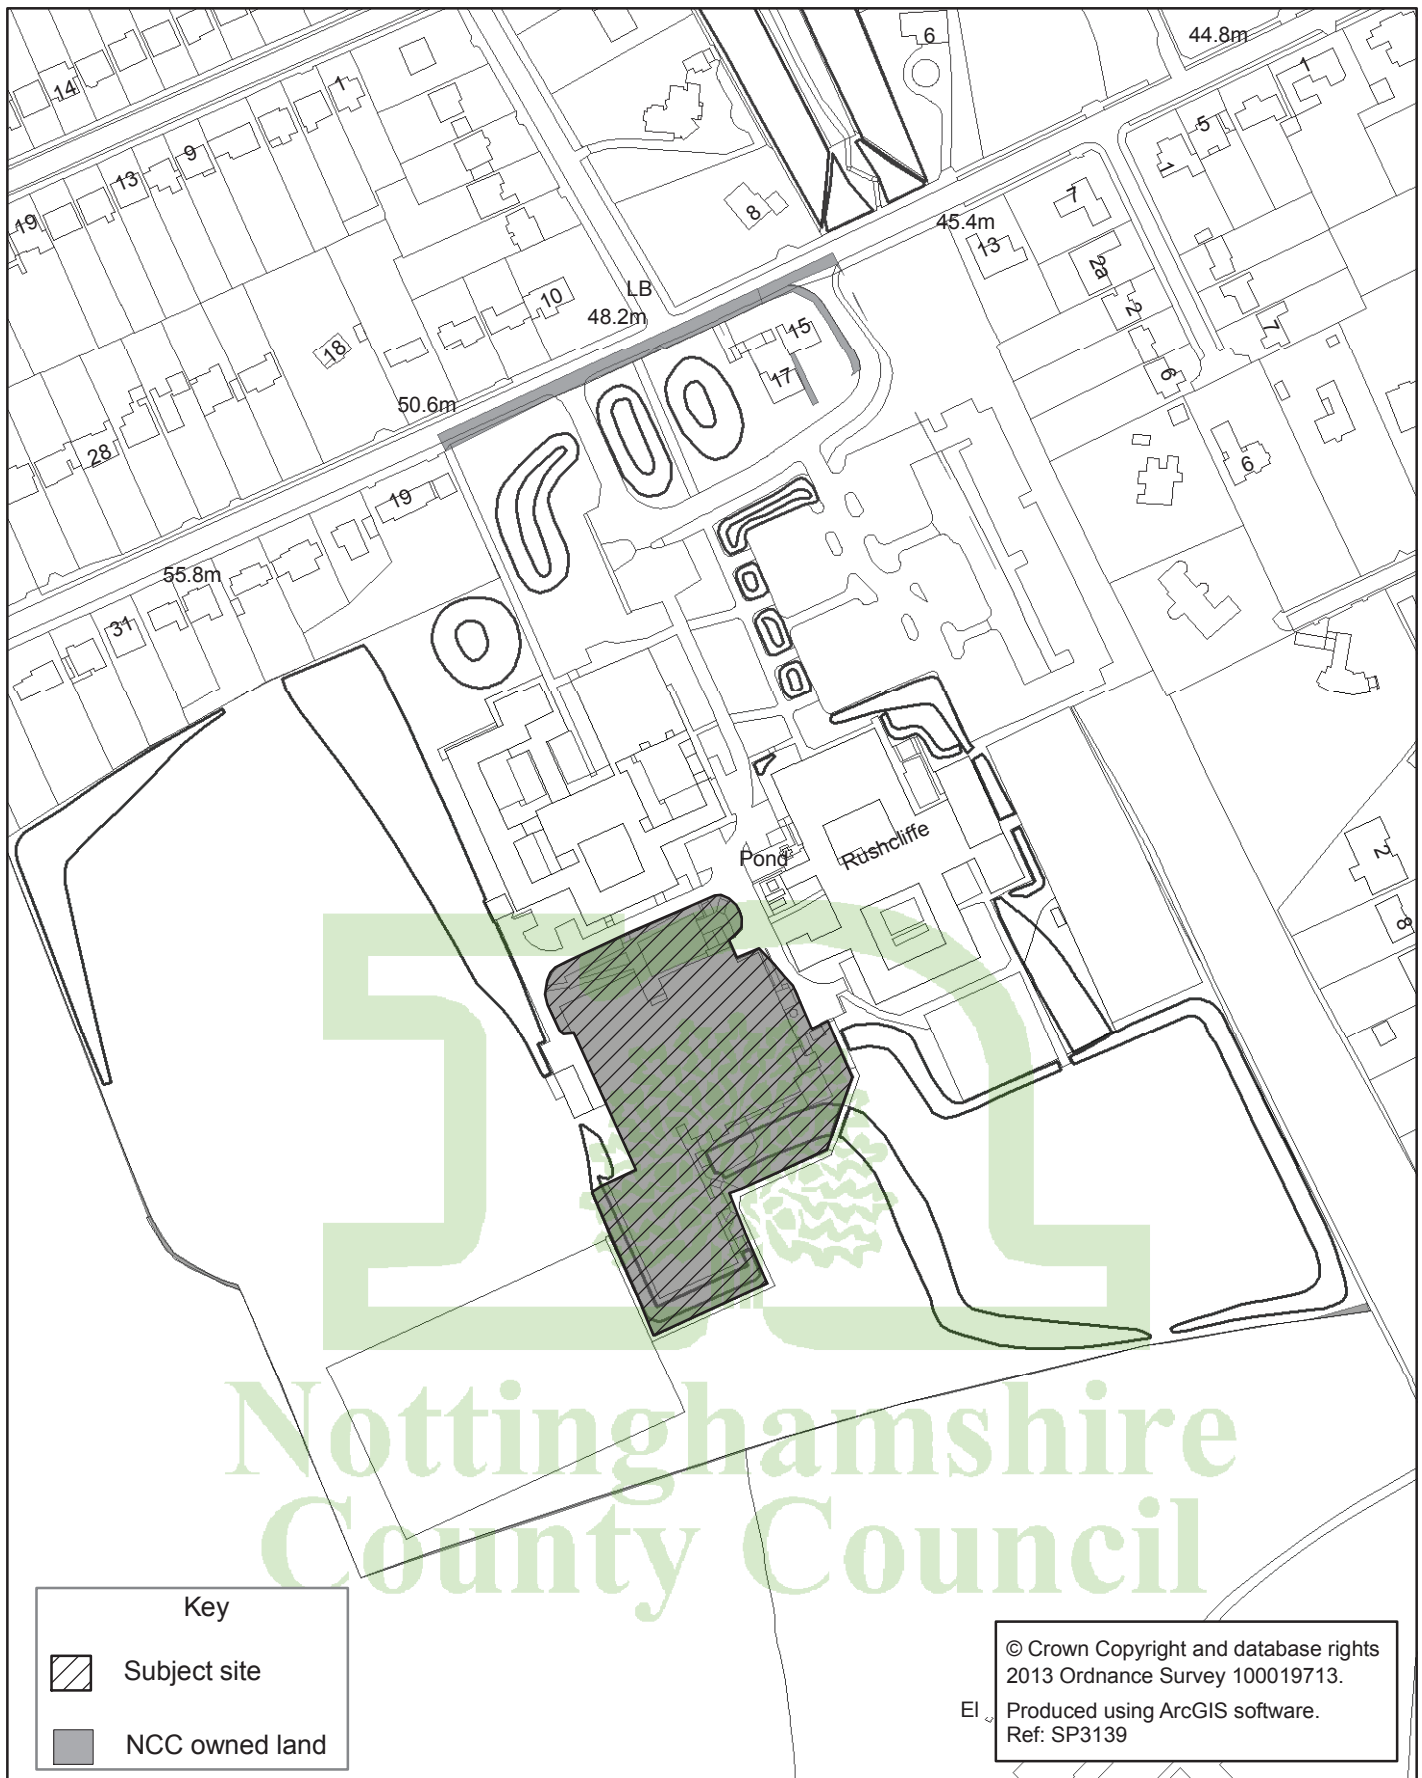 6
44.8m
14
1
1
9
5
1
13
7
19
8
45.4m
13
2a
LB
10
2
48.2m
15
7
18
17
6
50.6m
28
6
19
55.8m
31
Pond
Rushcliffe
2
8
Nottinghamshire
County Council
Key
Subject site
NCC owned land
© Crown Copyright and database rights
2013 Ordnance Survey 100019713.
El
Produced using ArcGIS software.
Ref: SP3139